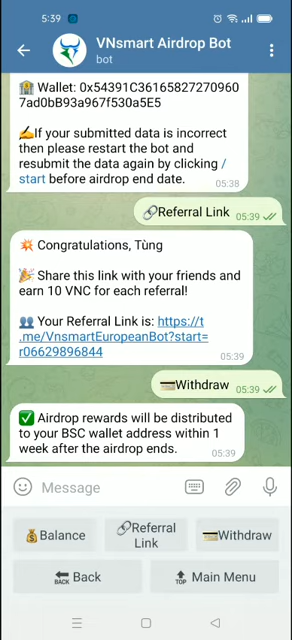 5:39
VNsmart Airdrop Bot
bot
🏦 Wallet: 0x54391C36165827270960
7ad0bB93a967f530a5E5
✍️If your submitted data is incorrect
then please restart the bot and
resubmit the data again by clicking /
start before airdrop end date.
05:38
🔗Referral Link 05:39
💥 Congratulations, Tùng
🎉 Share this link with your friends and
earn 10 VNC for each referral!
👥 Your Referral Link is: https://t
.me/VNsmartEuropeanBot?start=
r06629896844
05:39
💳Withdraw 05:39
✅ Airdrop rewards will be distributed
to your BSC wallet address within 1
week after the airdrop ends.
05:39
Message
💰Balance
🔗Referral
Link
💳Withdraw
🔙 Back
🔝 Main Menu